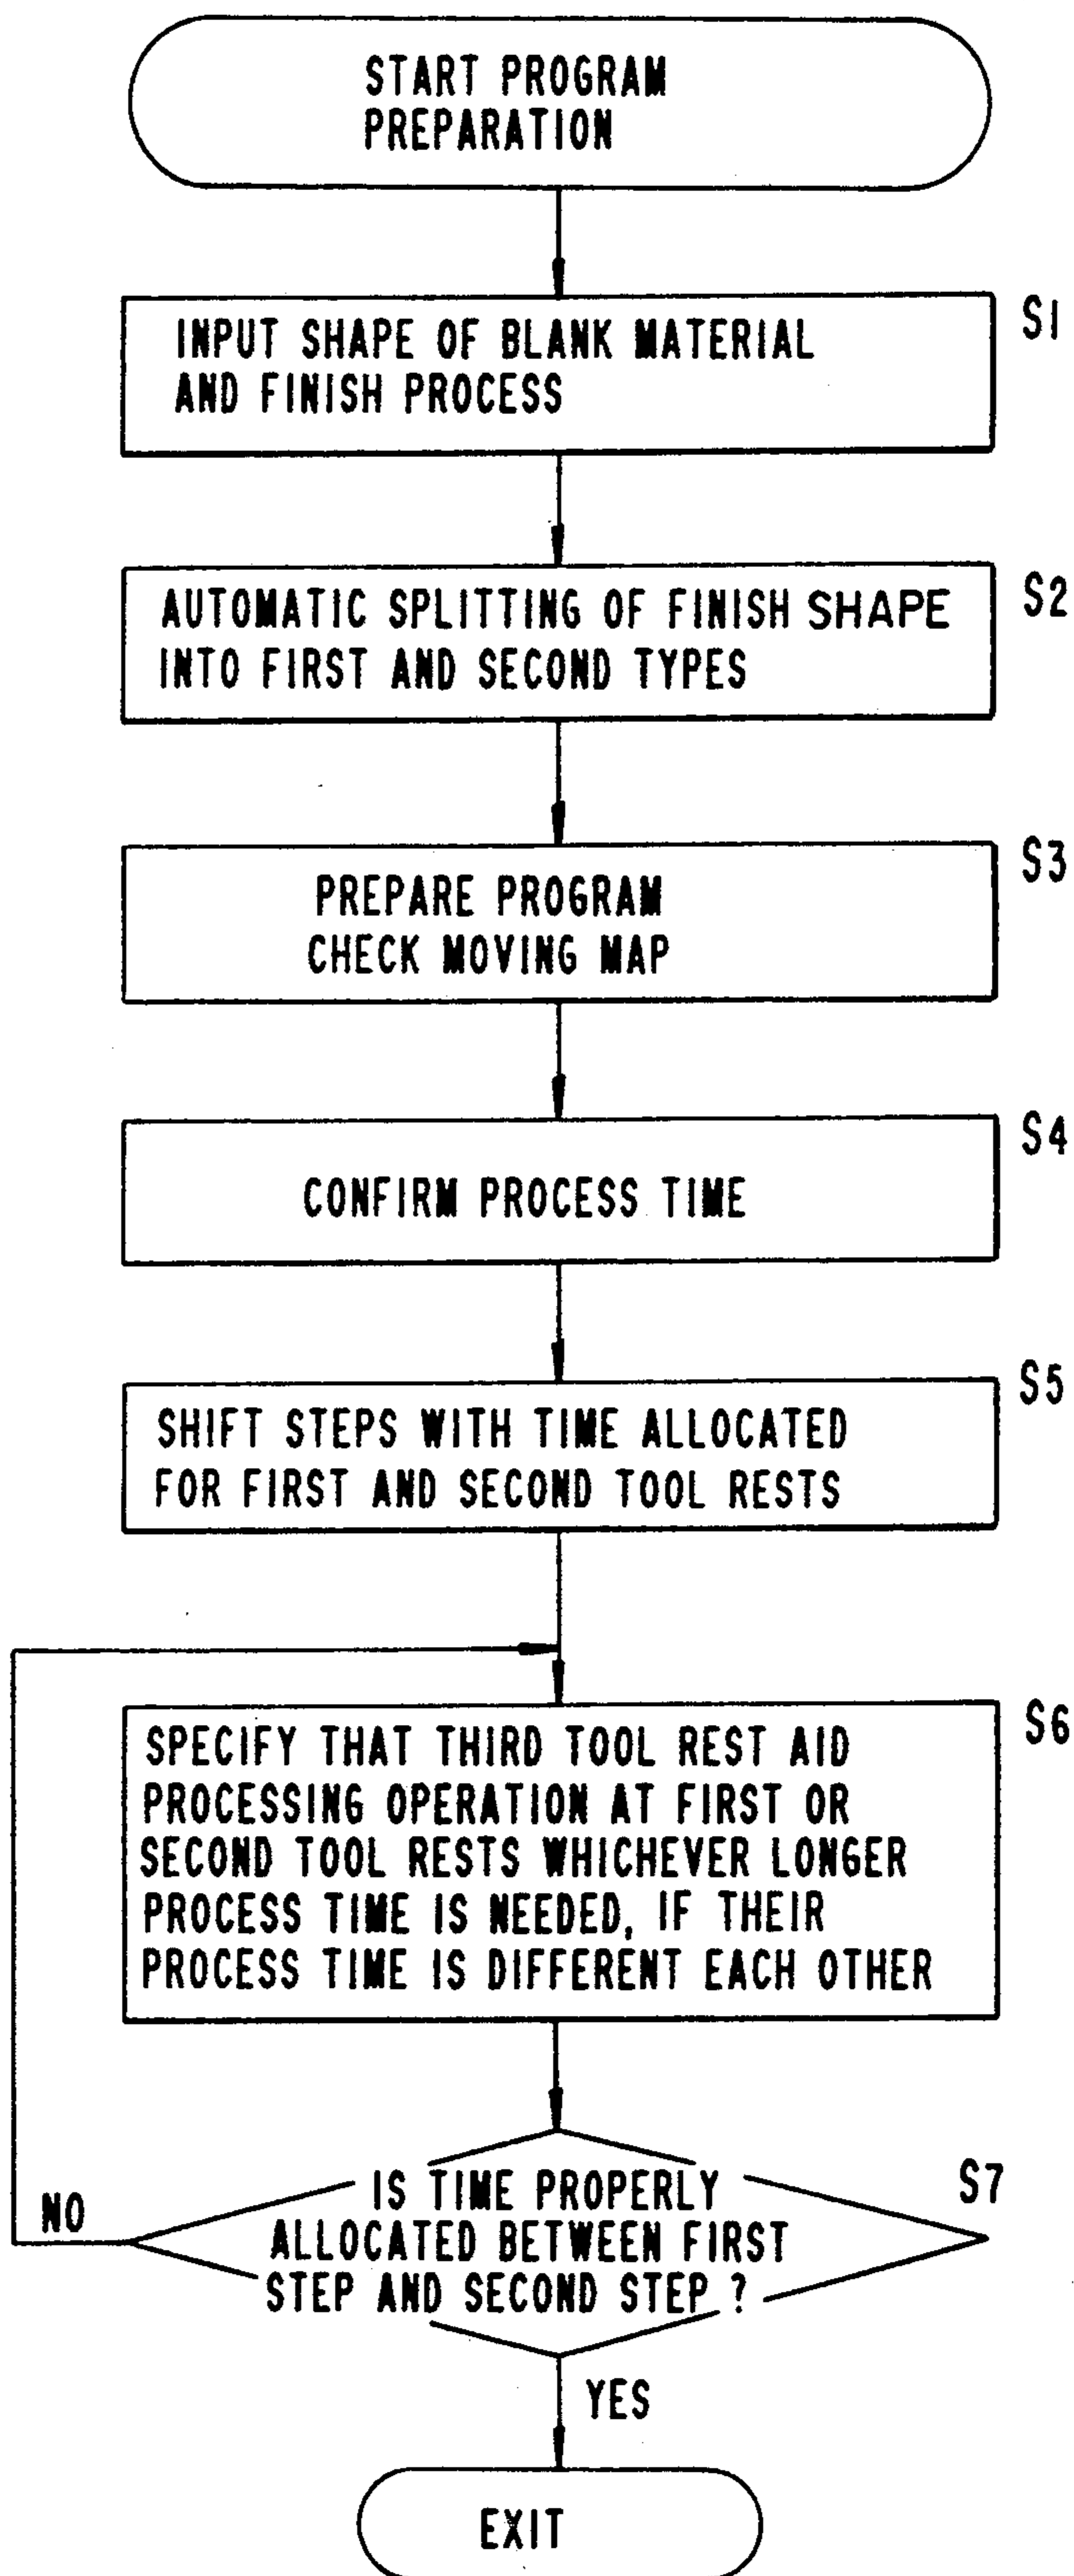 START PROGRAM
PREPARATION
S1
INPUT SHAPE OF BLANK MATERIAL
AND FINISH PROCESS
S2
AUTOMATIC SPLITTING OF FINISH SHAPE
INTO FIRST AND SECOND TYPES
S3
PREPARE PROGRAM
CHECK MOVING MAP
S4
CONFIRM PROCESS TIME
S5
SHIFT STEPS WITH TIME ALLOCATED
FOR FIRST AND SECOND TOOL RESTS
S6
SPECIFY THAT THIRD TOOL REST AID
PROCESSING OPERATION AT FIRST OR
SECOND TOOL RESTS WHICHEVER LONGER
PROCESS TIME IS NEEDED, IF THEIR
PROCESS TIME IS DIFFERENT EACH OTHER
S7
IS TIME PROPERLY
ALLOCATED BETWEEN FIRST
STEP AND SECOND STEP ?
NO
YES
EXIT